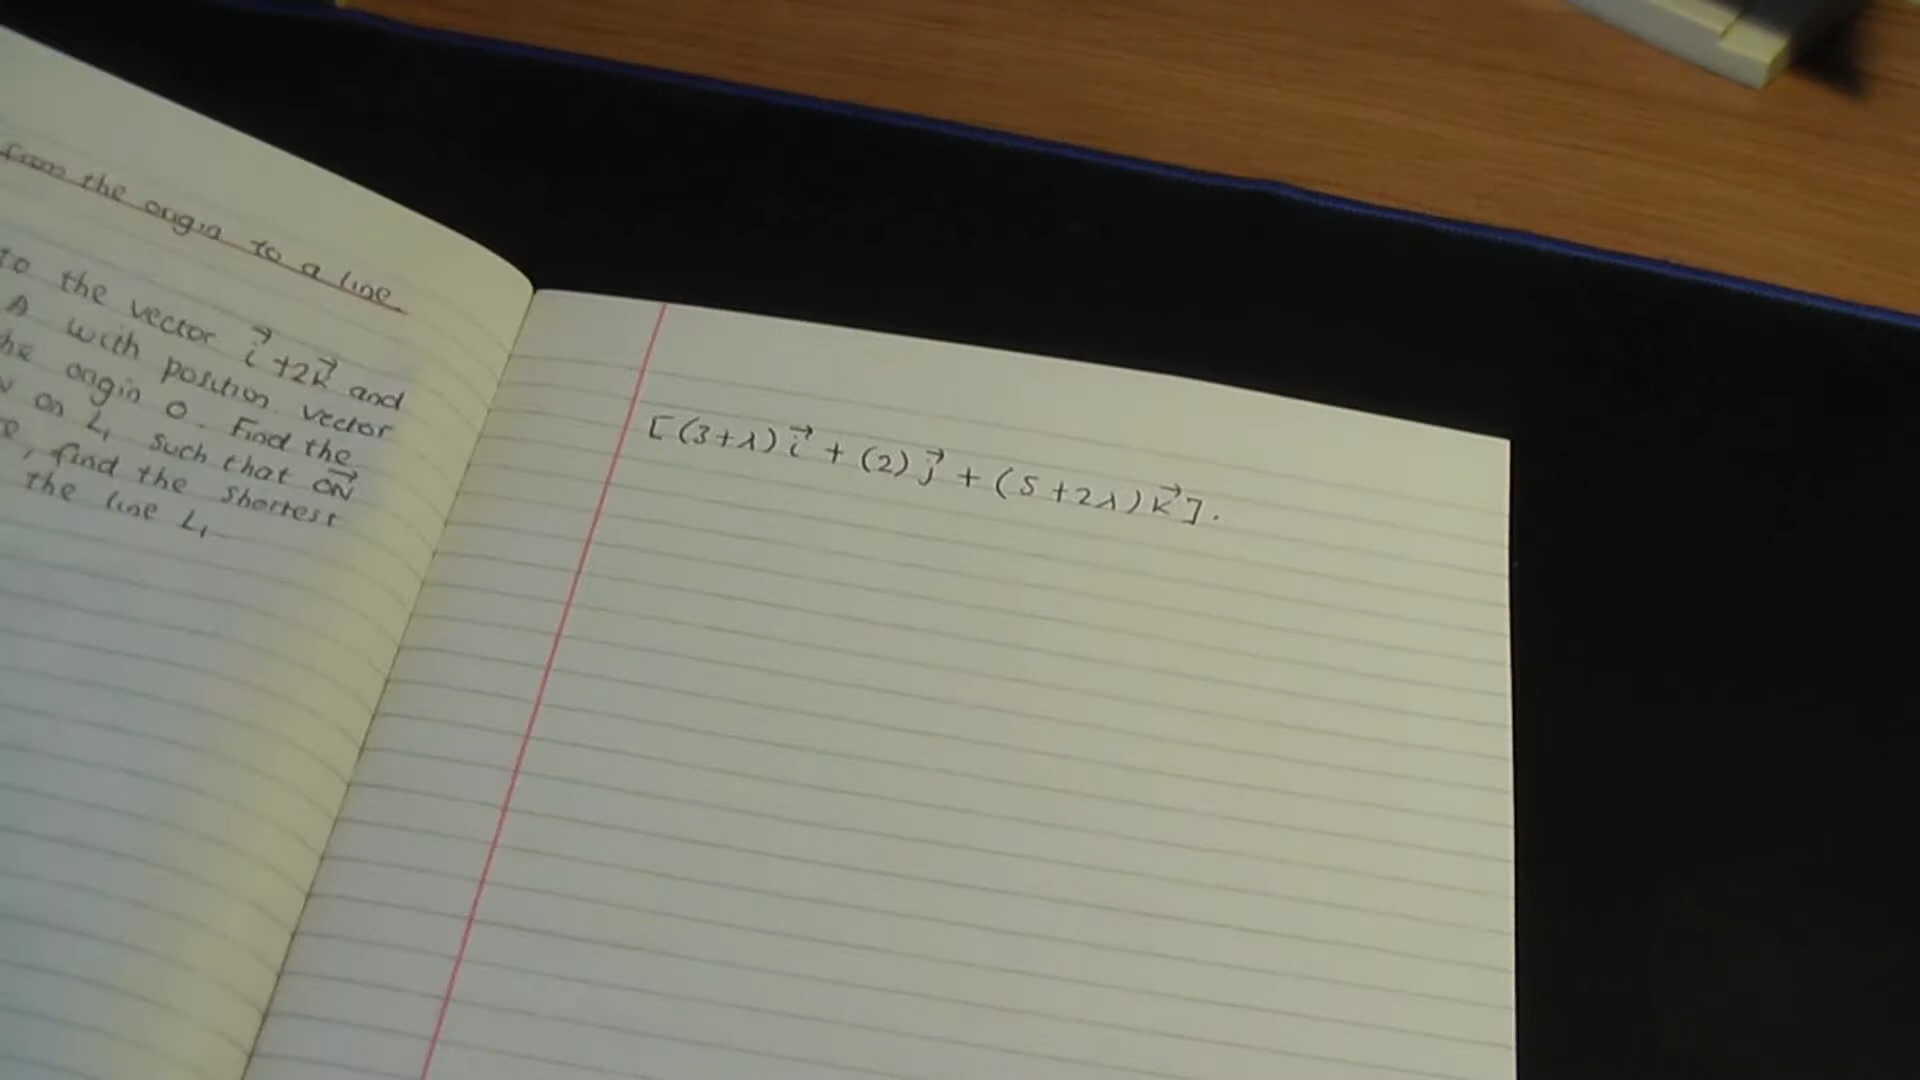 from the origin to a line
to the vector i⃗ + 2k⃗ and
A with position vector
the origin O. Find the
N on L₁ such that O⃗N⃗
, find the shortest
the line L₁
[(3+λ) i⃗ + (2) j⃗ + (5+2λ) k⃗].